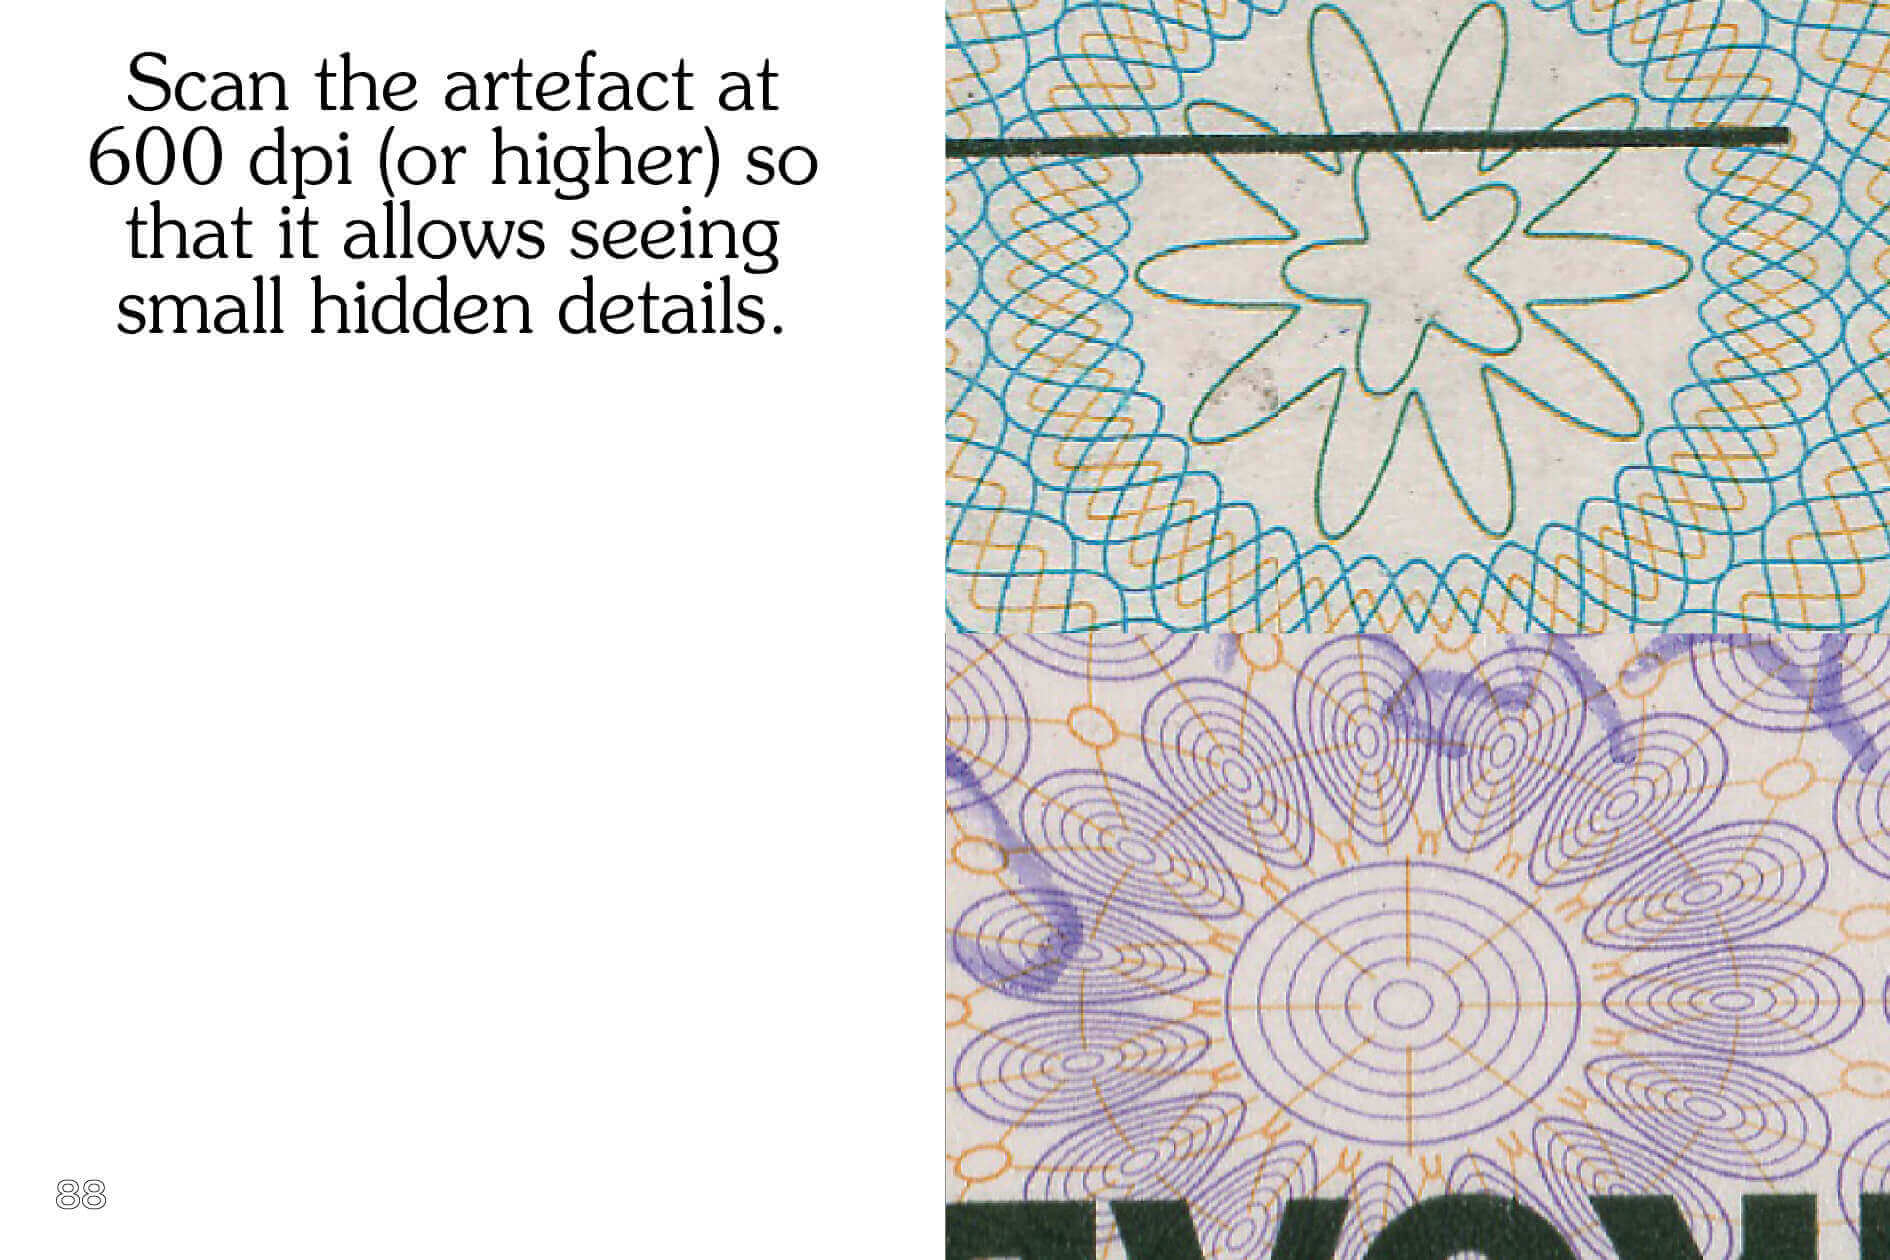 Scan the artefact at
600 dpi (or higher) so
that it allows seeing
small hidden details.
88